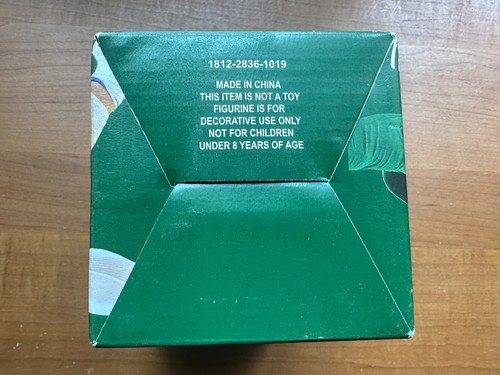 1812-2836-1019
MADE IN CHINA
THIS ITEM IS NOT A TOY
FIGURINE IS FOR
DECORATIVE USE ONLY
NOT FOR CHILDREN
UNDER 8 YEARS OF AGE